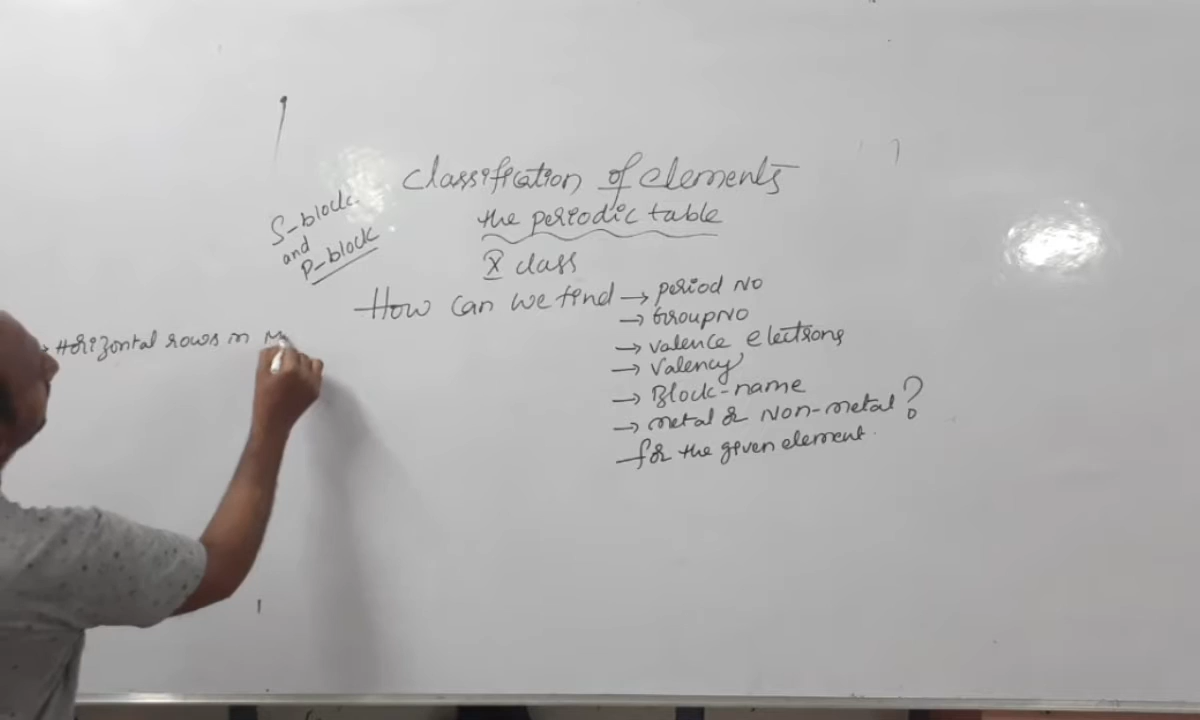 Classification of elements
the periodic table
S-block
and
P-block
X class
How can we find → period No
→ Group No
→ valence electrons
→ Valency
→ Block-name
→ metal & Non-metal ?
for the given element.
→ Horizontal rows in